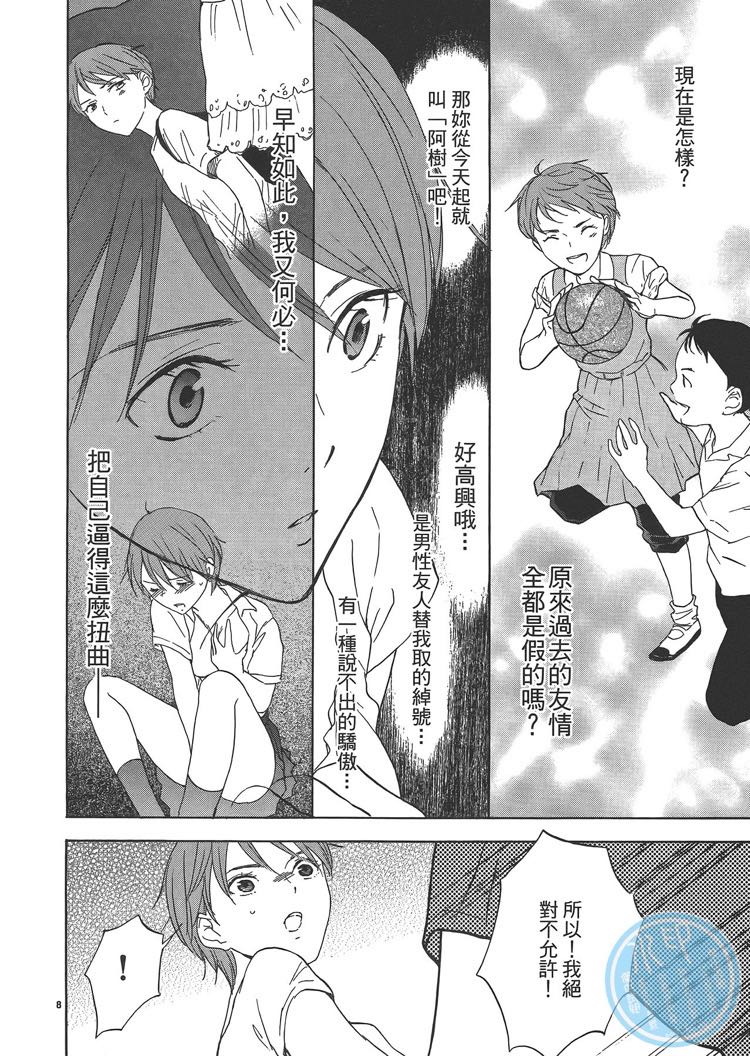 現在是怎樣？
原來過去的友情
全都是假的嗎？
那妳從今天起就
叫「阿樹」吧！
好高興哦…
是男性友人替我取的綽號…
有一種說不出的驕傲…
早知如此，我又何必…
把自己逼得這麼扭曲——
所以！我絕
對不允許！
！
8